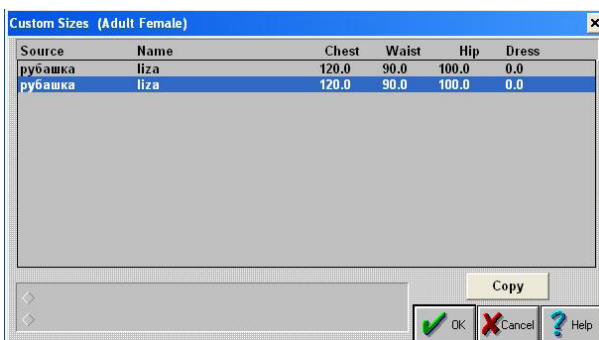 Custom Sizes (Adult Female)
Source Name Chest Waist Hip Dress
рубашка liza 120.0 90.0 100.0 0.0
рубашка liza 120.0 90.0 100.0 0.0
Copy
OK Cancel Help